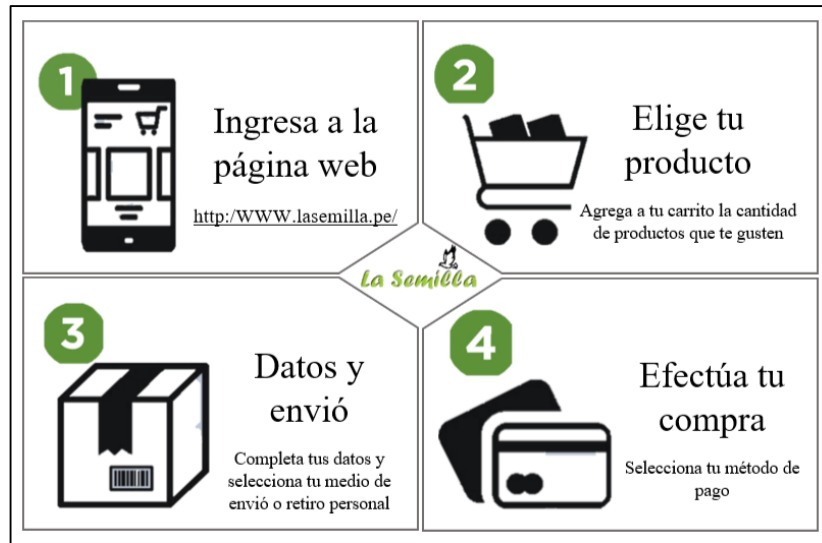 1
Ingresa a la
página web
http:/WWW.lasemilla.pe/
2
Elige tu
producto
Agrega a tu carrito la cantidad
de productos que te gusten
La Semilla
3
Datos y
envió
Completa tus datos y
selecciona tu medio de
envió o retiro personal
4
Efectúa tu
compra
Selecciona tu método de
pago